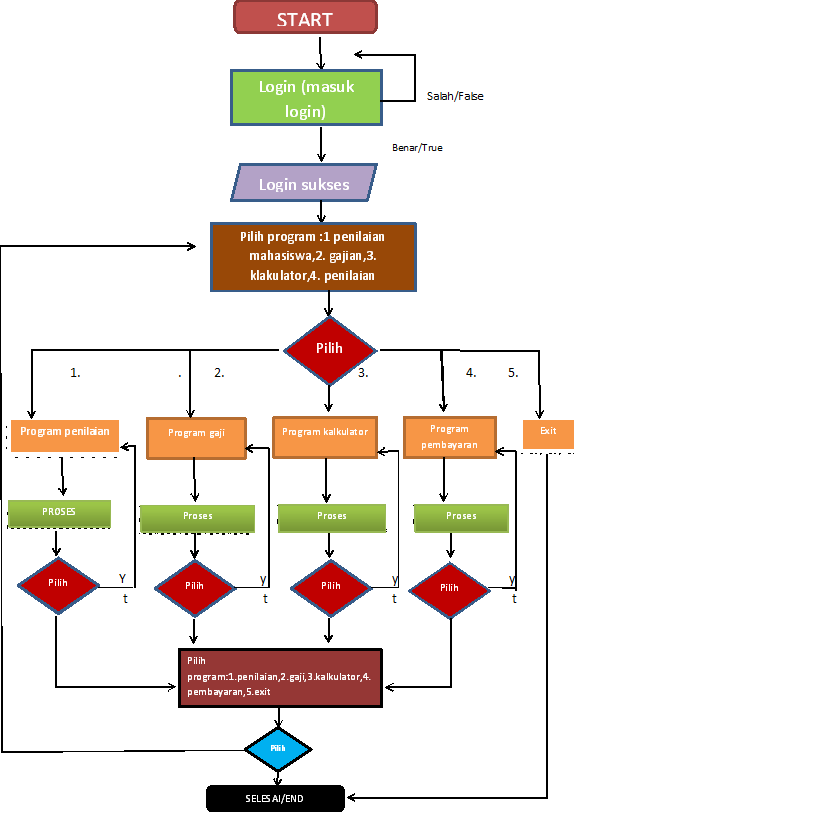 START
Login (masuk
login)
Salah/False
Benar/True
Login sukses
Pilih program :1 penilaian
mahasiswa,2. gajian,3.
klakulator,4. penilaian
Pilih
1.
.
2.
3.
4.
5.
Program penilaian
Program gaji
Program kalkulator
Program
pembayaran
Exit
PROSES
Proses
Proses
Proses
Pilih
Y
t
Pilih
y
t
Pilih
y
t
Pilih
y
t
Pilih
program:1.penilaian,2.gaji,3.kalkulator,4.
pembayaran,5.exit
Pilih
SELESAI/END